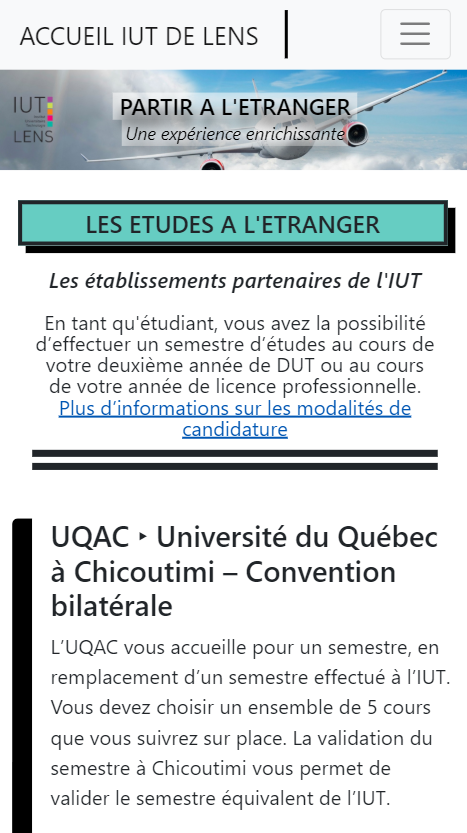 ACCUEIL IUT DE LENS
IUT
LENS
PARTIR A L'ETRANGER
Une expérience enrichissante
LES ETUDES A L'ETRANGER
Les établissements partenaires de l'IUT
En tant qu'étudiant, vous avez la possibilité
d’effectuer un semestre d’études au cours de
votre deuxième année de DUT ou au cours
de votre année de licence professionnelle.
Plus d’informations sur les modalités de
candidature
UQAC ‣ Université du Québec
à Chicoutimi – Convention
bilatérale
L’UQAC vous accueille pour un semestre, en
remplacement d’un semestre effectué à l’IUT.
Vous devez choisir un ensemble de 5 cours
que vous suivrez sur place. La validation du
semestre à Chicoutimi vous permet de
valider le semestre équivalent de l’IUT.